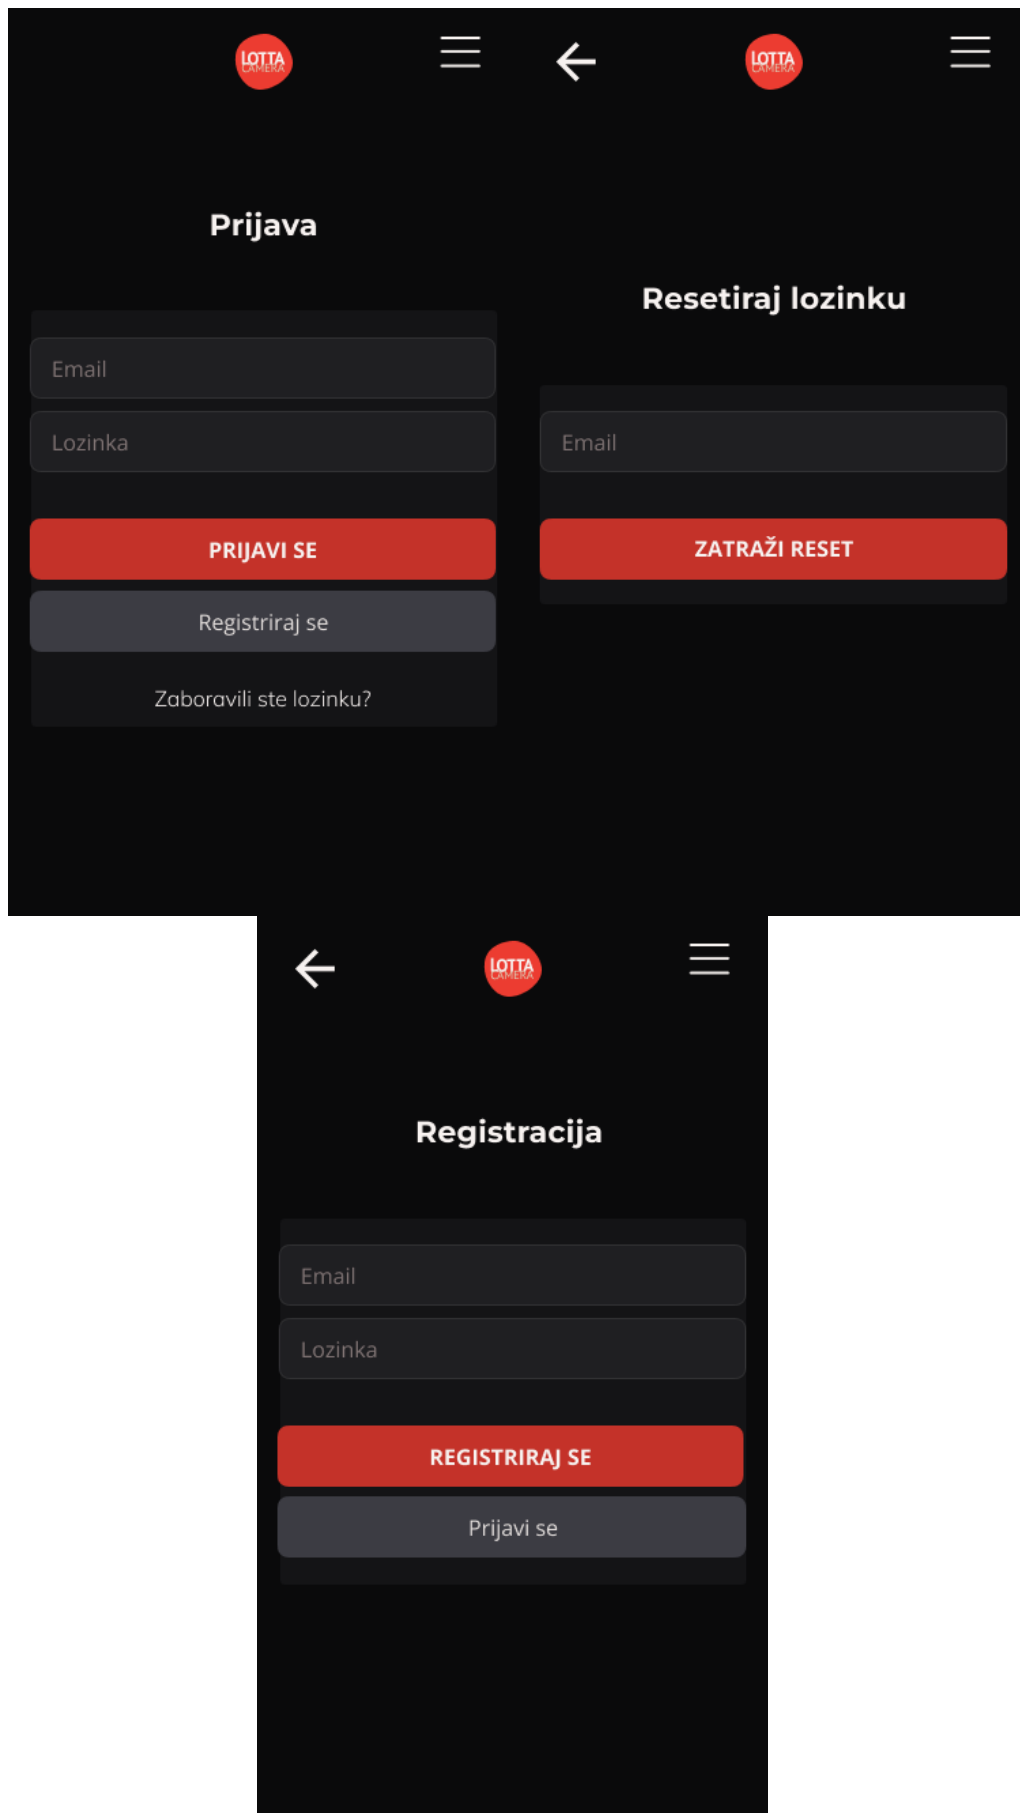 LOTTA
CAMERA
Prijava
Email
Lozinka
PRIJAVI SE
Registriraj se
Zaboravili ste lozinku?
LOTTA
CAMERA
Resetiraj lozinku
Email
ZATRAŽI RESET
LOTTA
CAMERA
Registracija
Email
Lozinka
REGISTRIRAJ SE
Prijavi se